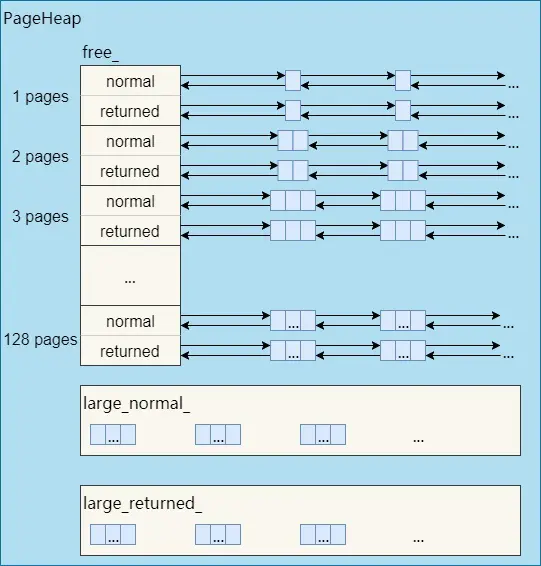 PageHeap
free_
1 pages
normal
...
returned
...
2 pages
normal
...
returned
...
3 pages
normal
...
returned
...
...
128 pages
normal
... ... ...
returned
... ... ...
large_normal_
... ... ... ...
large_returned_
... ... ... ...